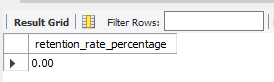 Result Grid Filter Rows:
retention_rate_percentage
0.00